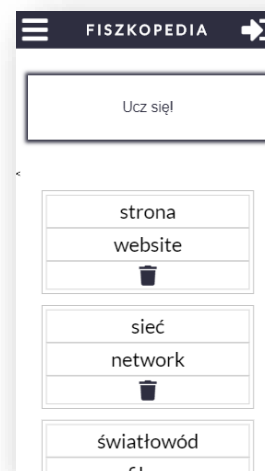 FISZKOPEDIA
Ucz się!
<
strona
website
sieć
network
światłowód